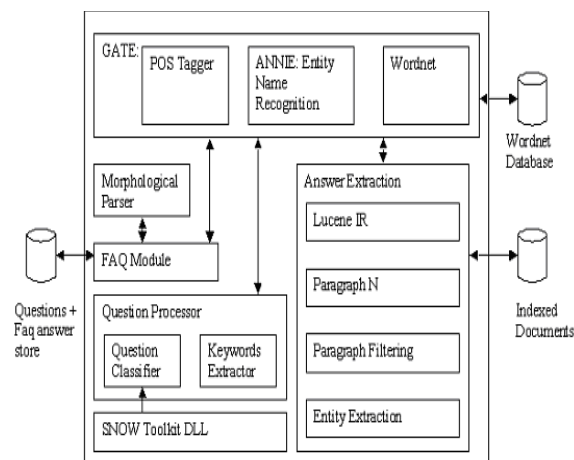 GATE:
POS Tagger
ANNIE: Entity
Name
Recognition
Wordnet
Wordnet
Database
Morphological
Parser
FAQ Module
Questions +
Faq answer
store
Question Processor
Question
Classifier
Keywords
Extractor
SNOW Toolkit DLL
Answer Extraction
Lucene IR
Paragraph N
Paragraph Filtering
Entity Extraction
Indexed
Documents